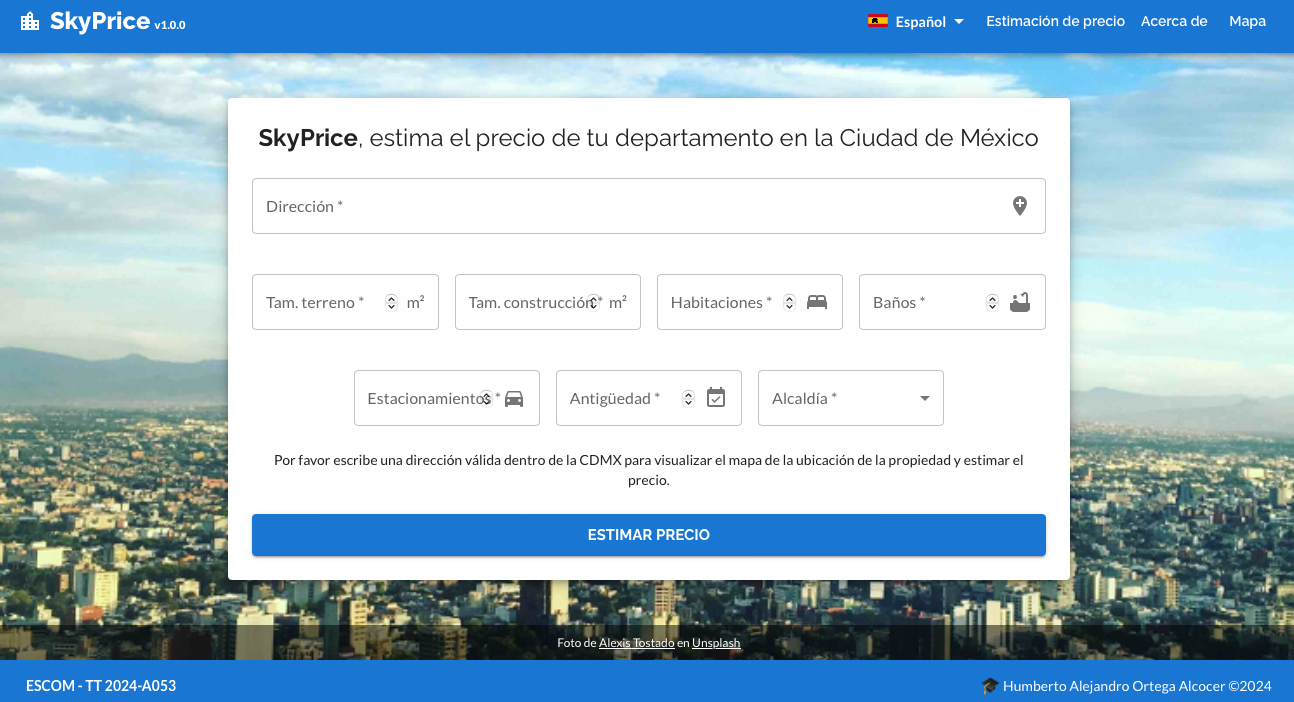 SkyPrice v1.0.0
Español
Estimación de precio
Acerca de
Mapa
SkyPrice, estima el precio de tu departamento en la Ciudad de México
Dirección *
Tam. terreno *
m²
Tam. construcción *
m²
Habitaciones *
Baños *
Estacionamientos *
Antigüedad *
Alcaldía *
Por favor escribe una dirección válida dentro de la CDMX para visualizar el mapa de la ubicación de la propiedad y estimar el
precio.
ESTIMAR PRECIO
Foto de Alexis Tostado en Unsplash
ESCOM - TT 2024-A053
Humberto Alejandro Ortega Alcocer ©2024